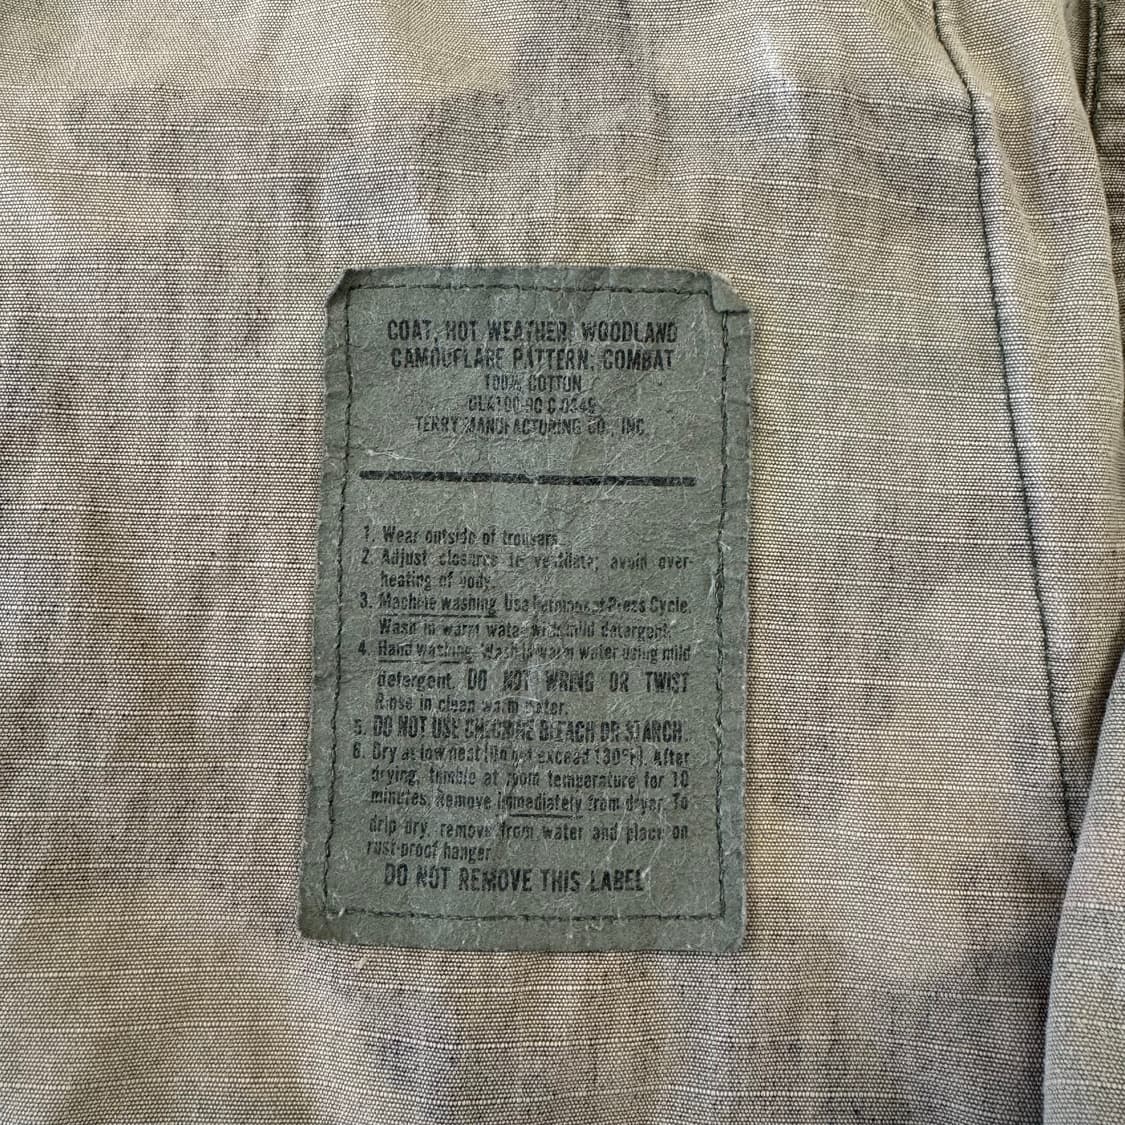 COAT, HOT WEATHER, WOODLAND
CAMOUFLAGE PATTERN: COMBAT
100% COTTON
DLA100-90 C 0349
TERRY MANUFACTURING CO., INC.
1. Wear outside of trousers.
2. Adjust closures to ventilate; avoid over-
heating of body.
3. Machine washing. Use Permanent Press Cycle.
Wash in warm water with mild detergent.
4. Hand washing. Wash in warm water using mild
detergent. DO NOT WRING OR TWIST
Rinse in clean warm water.
5. DO NOT USE CHLORINE BLEACH OR STARCH.
6. Dry at low heat (Do not exceed 130°F). After
drying, tumble at room temperature for 10
minutes. Remove immediately from dryer. To
drip dry, remove from water and place on
rust-proof hanger.
DO NOT REMOVE THIS LABEL